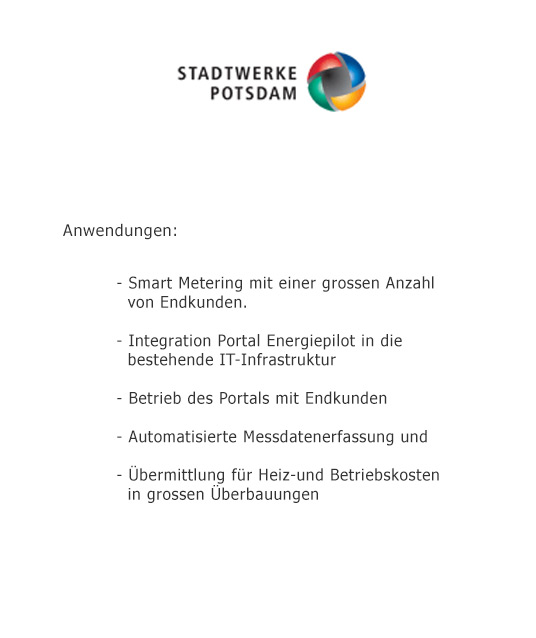 STADTWERKE
POTSDAM
Anwendungen:
- Smart Metering mit einer grossen Anzahl
von Endkunden.
- Integration Portal Energiepilot in die
bestehende IT-Infrastruktur
- Betrieb des Portals mit Endkunden
- Automatisierte Messdatenerfassung und
- Übermittlung für Heiz-und Betriebskosten
in grossen Überbauungen